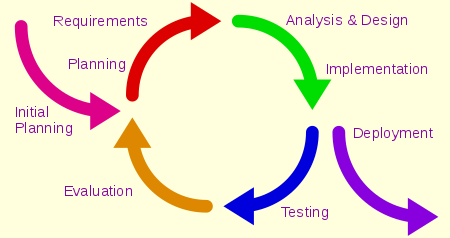 Requirements
Analysis & Design
Planning
Implementation
Initial
Planning
Deployment
Evaluation
Testing